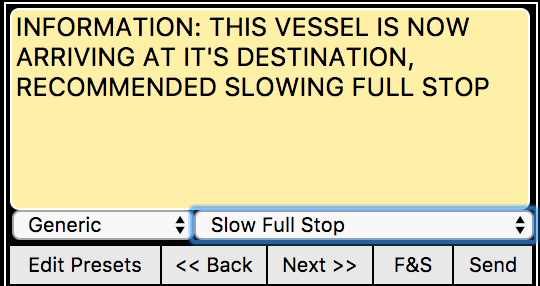 INFORMATION: THIS VESSEL IS NOW
ARRIVING AT IT'S DESTINATION,
RECOMMENDED SLOWING FULL STOP
Generic Slow Full Stop
Edit Presets << Back Next >> F&S Send